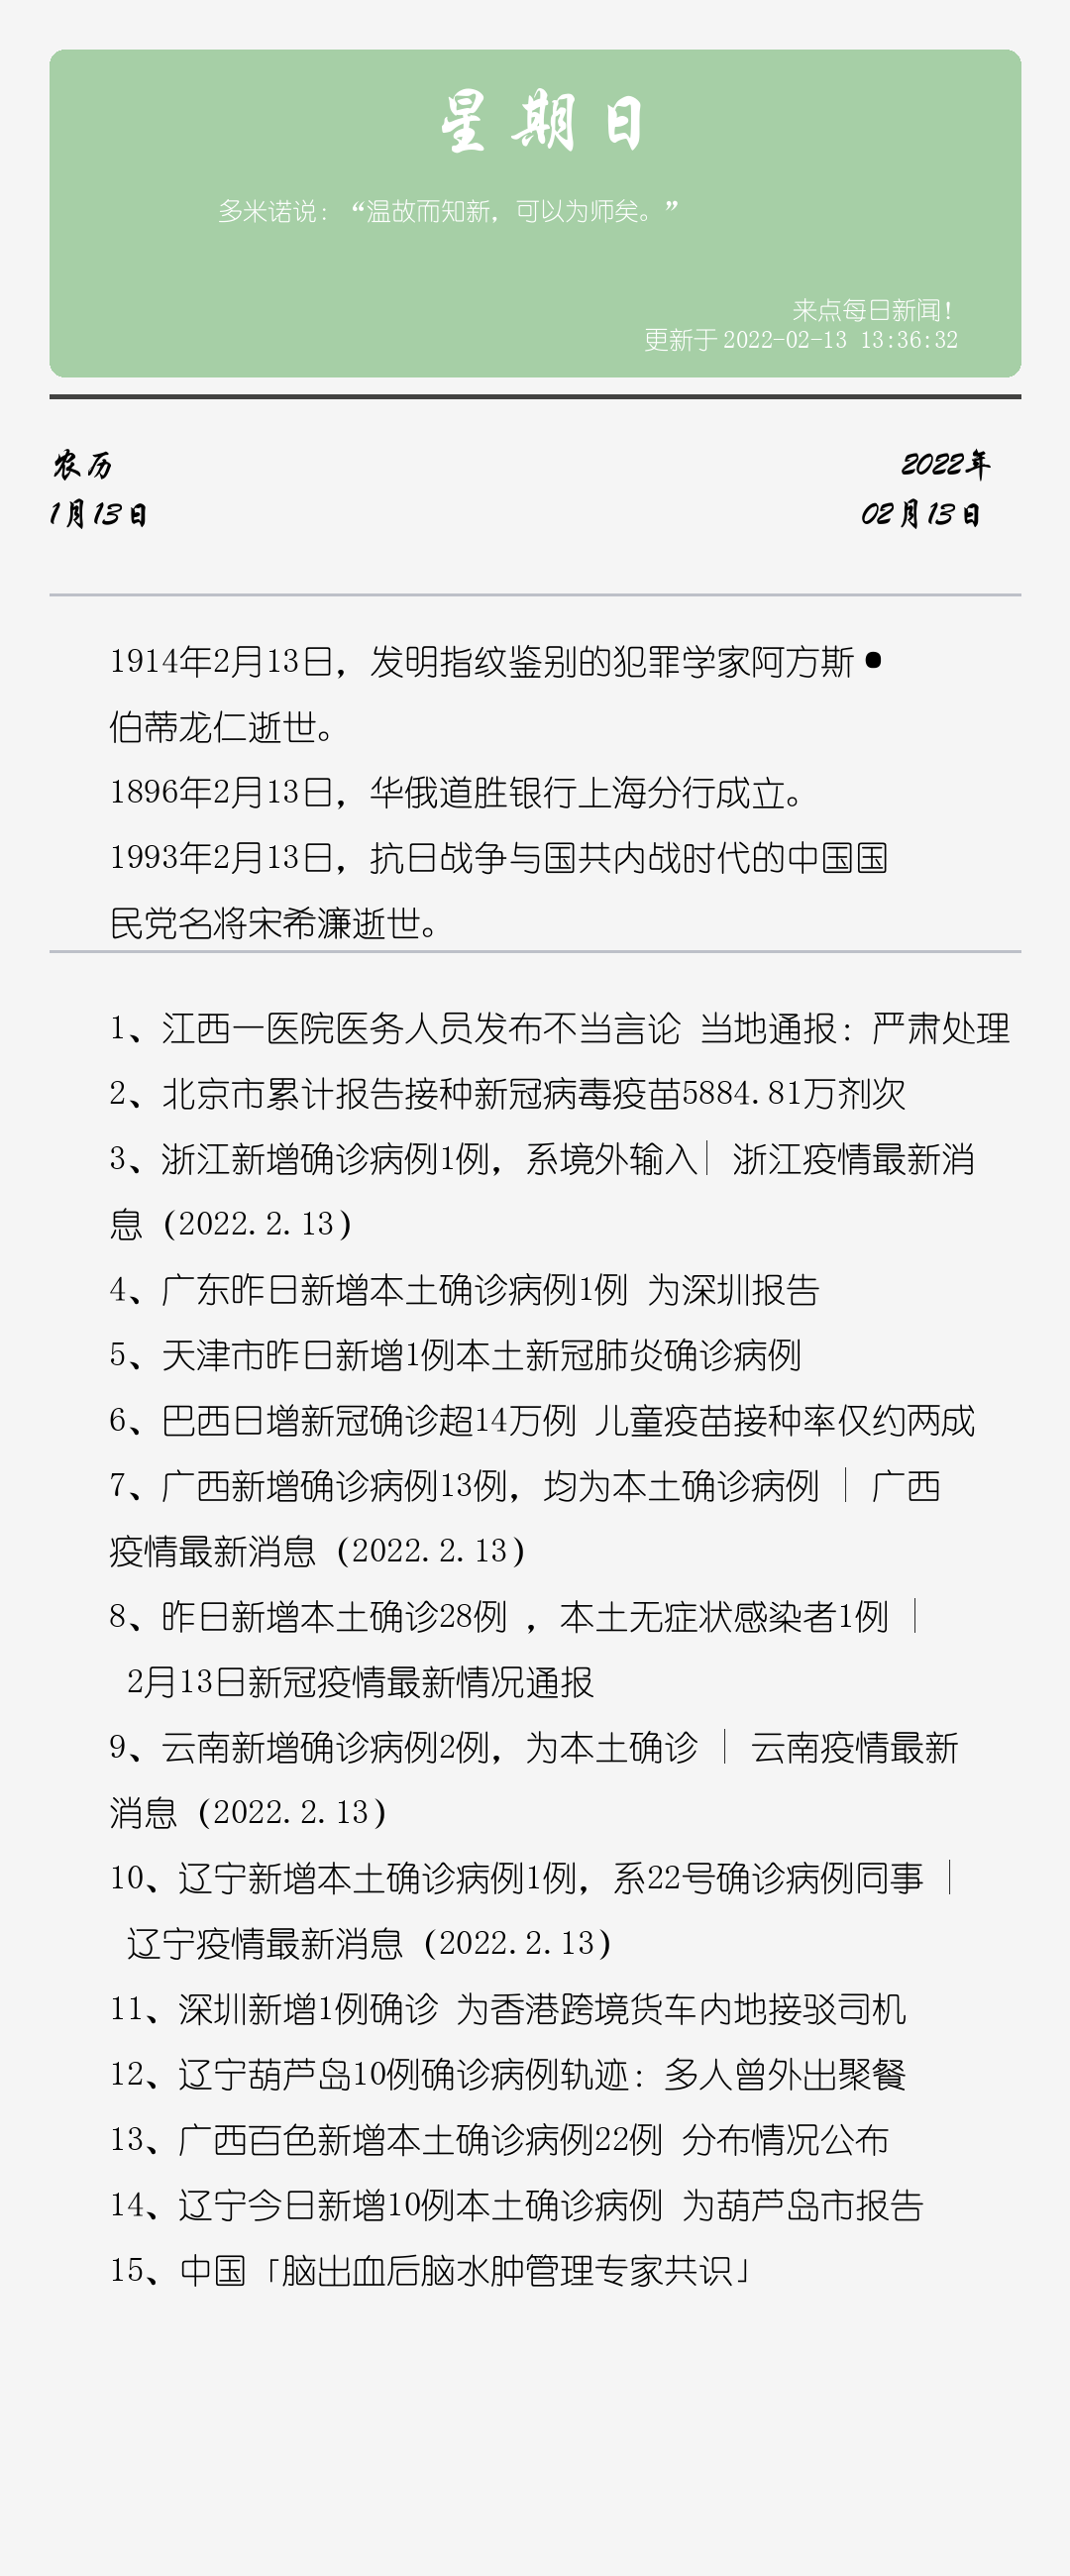 星期日
多米诺说：“温故而知新，可以为师矣。”
来点每日新闻！
更新于 2022-02-13 13:36:32
农历
1月13日
2022年
02月13日
1914年2月13日，发明指纹鉴别的犯罪学家阿方斯•
伯蒂龙仁逝世。
1896年2月13日，华俄道胜银行上海分行成立。
1993年2月13日，抗日战争与国共内战时代的中国国
民党名将宋希濂逝世。
1、江西一医院医务人员发布不当言论 当地通报：严肃处理
2、北京市累计报告接种新冠病毒疫苗5884.81万剂次
3、浙江新增确诊病例1例，系境外输入| 浙江疫情最新消
息（2022.2.13）
4、广东昨日新增本土确诊病例1例 为深圳报告
5、天津市昨日新增1例本土新冠肺炎确诊病例
6、巴西日增新冠确诊超14万例 儿童疫苗接种率仅约两成
7、广西新增确诊病例13例，均为本土确诊病例 | 广西
疫情最新消息（2022.2.13）
8、昨日新增本土确诊28例 ，本土无症状感染者1例 |
2月13日新冠疫情最新情况通报
9、云南新增确诊病例2例，为本土确诊 | 云南疫情最新
消息（2022.2.13）
10、辽宁新增本土确诊病例1例，系22号确诊病例同事 |
辽宁疫情最新消息（2022.2.13）
11、深圳新增1例确诊 为香港跨境货车内地接驳司机
12、辽宁葫芦岛10例确诊病例轨迹：多人曾外出聚餐
13、广西百色新增本土确诊病例22例 分布情况公布
14、辽宁今日新增10例本土确诊病例 为葫芦岛市报告
15、中国「脑出血后脑水肿管理专家共识」